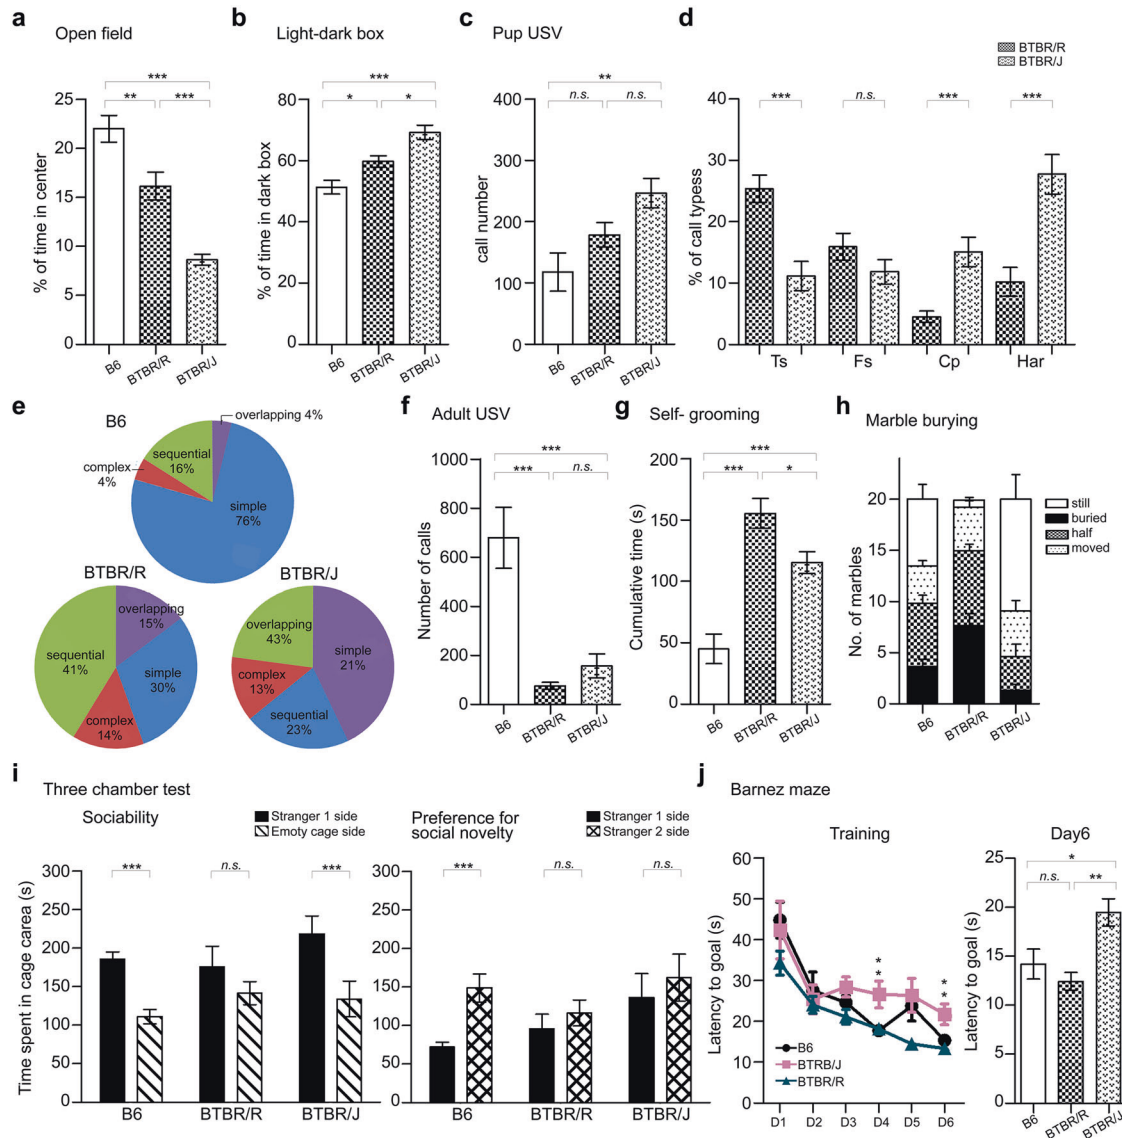 a
Open field
***
** ***
% of time in center
25
20
15
10
5
0
B6 BTBR/R BTBR/J
b
Light-dark box
***
* *
% of time in dark box
80
60
40
20
0
B6 BTBR/R BTBR/J
c
Pup USV
**
n.s. n.s.
call number
400
300
200
100
0
B6 BTBR/R BTBR/J
d
BTBR/R
BTBR/J
*** n.s. *** ***
% of call typess
40
30
20
10
0
Ts Fs Cp Har
e
B6
overlapping 4%
sequential
16%
complex
4%
simple
76%
BTBR/R
overlapping
15%
sequential
41%
simple
30%
complex
14%
BTBR/J
overlapping
43%
simple
21%
complex
13%
sequential
23%
f
Adult USV
***
*** n.s.
Number of calls
1000
800
600
400
200
0
B6 BTBR/R BTBR/J
g
Self- grooming
***
*** *
Cumulative time (s)
200
150
100
50
0
B6 BTBR/R BTBR/J
h
Marble burying
still
buried
half
moved
No. of marbles
20
15
10
5
0
B6 BTBR/R BTBR/J
i
Three chamber test
Sociability
Stranger 1 side
Emoty cage side
*** n.s. ***
Time spent in cage carea (s)
300
250
200
150
100
50
0
B6 BTBR/R BTBR/J
Preference for
social novelty
Stranger 1 side
Stranger 2 side
*** n.s. n.s.
300
250
200
150
100
50
0
B6 BTBR/R BTBR/J
j
Barnez maze
Training
Latency to goal (s)
60
50
40
30
20
10
0
* *
* *
B6
BTRB/J
BTBR/R
D1 D2 D3 D4 D5 D6
Day6
*
n.s. **
Latency to goal (s)
25
20
15
10
5
0
B6 BTBR/R BTBR/J